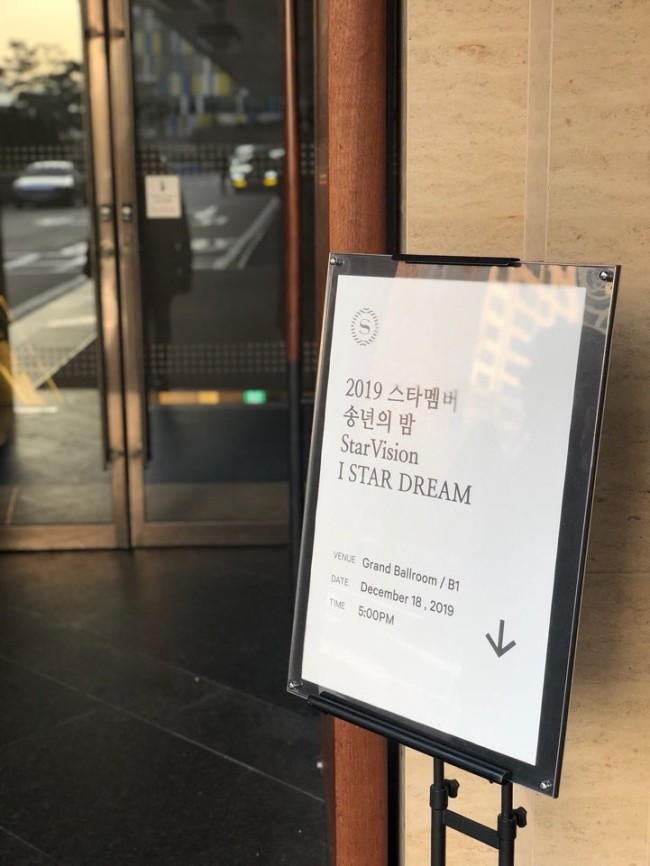 S
2019 스타멤버
송년의 밤
StarVision
I STAR DREAM
VENUE Grand Ballroom / B1
DATE December 18 , 2019
TIME 5:00PM